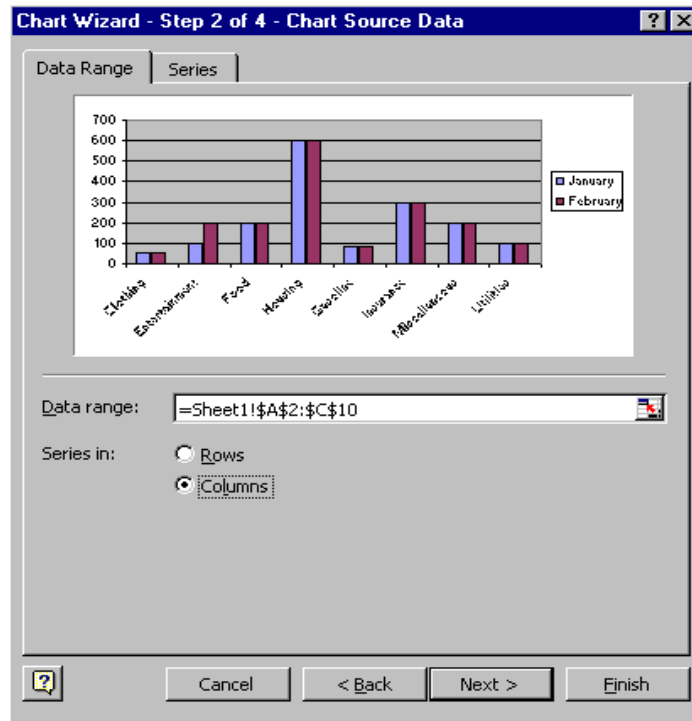 Chart Wizard - Step 2 of 4 - Chart Source Data
Data Range Series
700
600
500
400
300
200
100
0
January
February
Clothing Entertainment Food Housing Gasoline Insurance Miscellaneous Utilities
Data range: =Sheet1!$A$2:$C$10
Series in: Rows
Columns
Cancel < Back Next > Finish